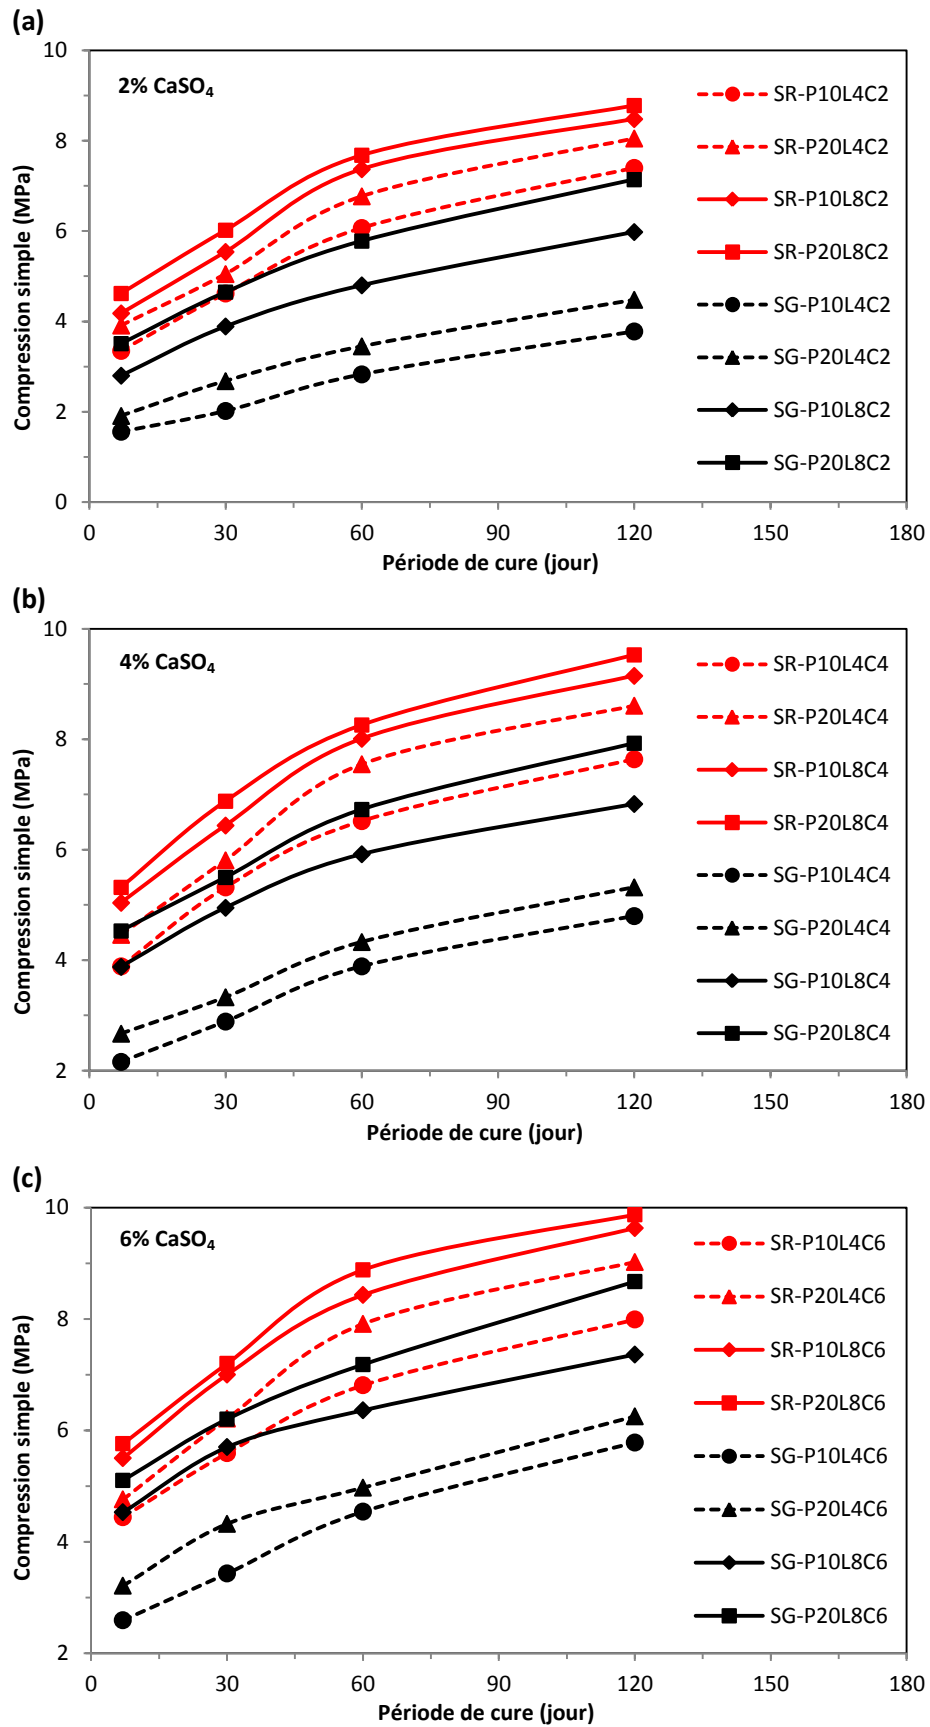 (a)
10
8
6
4
2
0
Compression simple (MPa)
2% CaSO₄
SR-P10L4C2
SR-P20L4C2
SR-P10L8C2
SR-P20L8C2
SG-P10L4C2
SG-P20L4C2
SG-P10L8C2
SG-P20L8C2
0 30 60 90 120 150 180
Période de cure (jour)
(b)
10
8
6
4
2
Compression simple (MPa)
4% CaSO₄
SR-P10L4C4
SR-P20L4C4
SR-P10L8C4
SR-P20L8C4
SG-P10L4C4
SG-P20L4C4
SG-P10L8C4
SG-P20L8C4
0 30 60 90 120 150 180
Période de cure (jour)
(c)
10
8
6
4
2
Compression simple (MPa)
6% CaSO₄
SR-P10L4C6
SR-P20L4C6
SR-P10L8C6
SR-P20L8C6
SG-P10L4C6
SG-P20L4C6
SG-P10L8C6
SG-P20L8C6
0 30 60 90 120 150 180
Période de cure (jour)